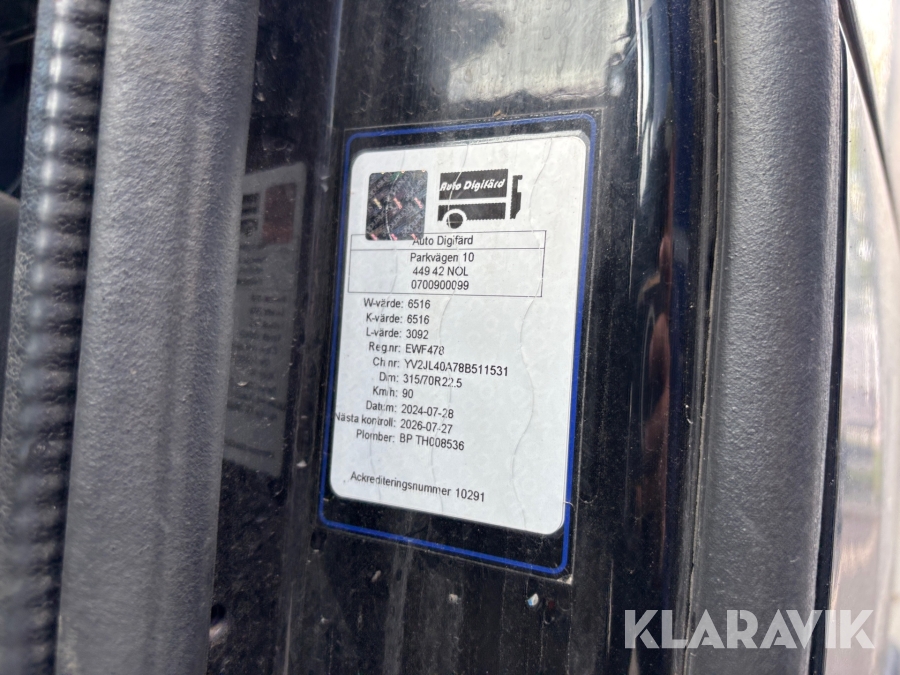 Auto Digifärd
Auto Digifärd
Parkvägen 10
449 42 NOL
0700900099
W-värde: 6516
K-värde: 6516
L-värde: 3092
Reg.nr: EWF478
Ch.nr: YV2JL40A78B511531
Dim: 315/70R22.5
Km/h: 90
Datum: 2024-07-28
Nästa kontroll: 2026-07-27
Plomber: BP TH008536
Ackrediteringsnummer 10291
KLARAVIK